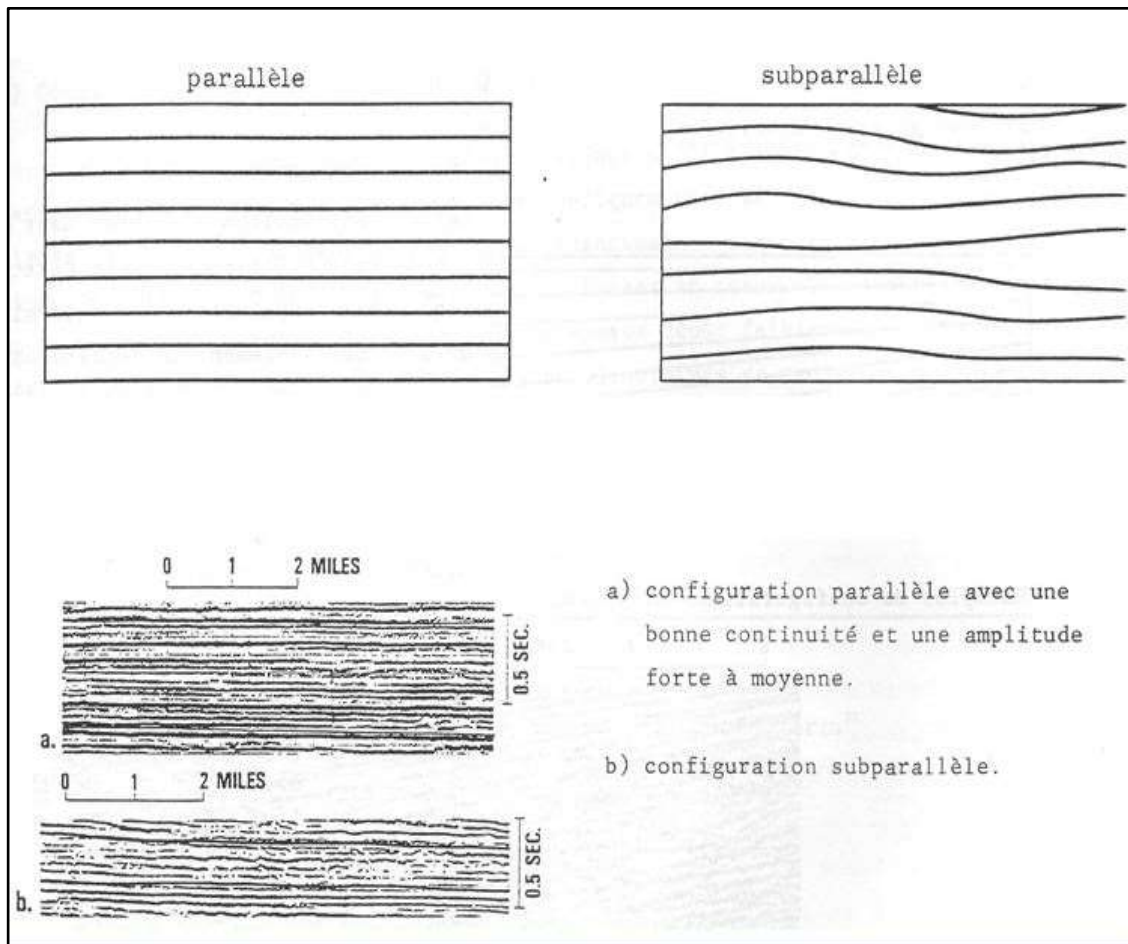 parallèle
subparallèle
0 1 2 MILES
0.5 SEC.
a.
0 1 2 MILES
0.5 SEC.
b.
a) configuration parallèle avec une
bonne continuité et une amplitude
forte à moyenne.
b) configuration subparallèle.